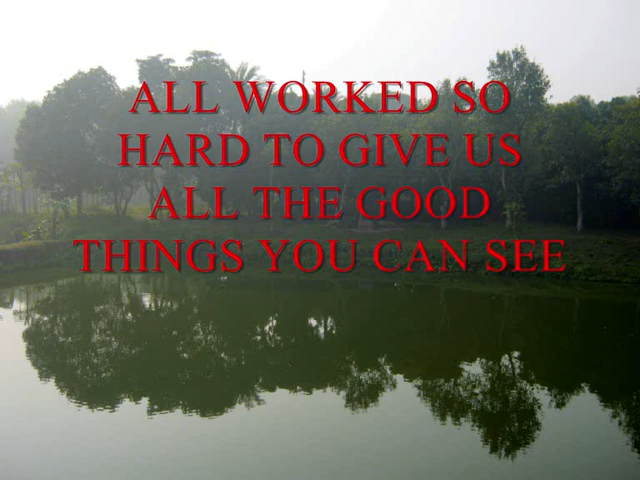 ALL WORKED SO
HARD TO GIVE US
ALL THE GOOD
THINGS YOU CAN SEE